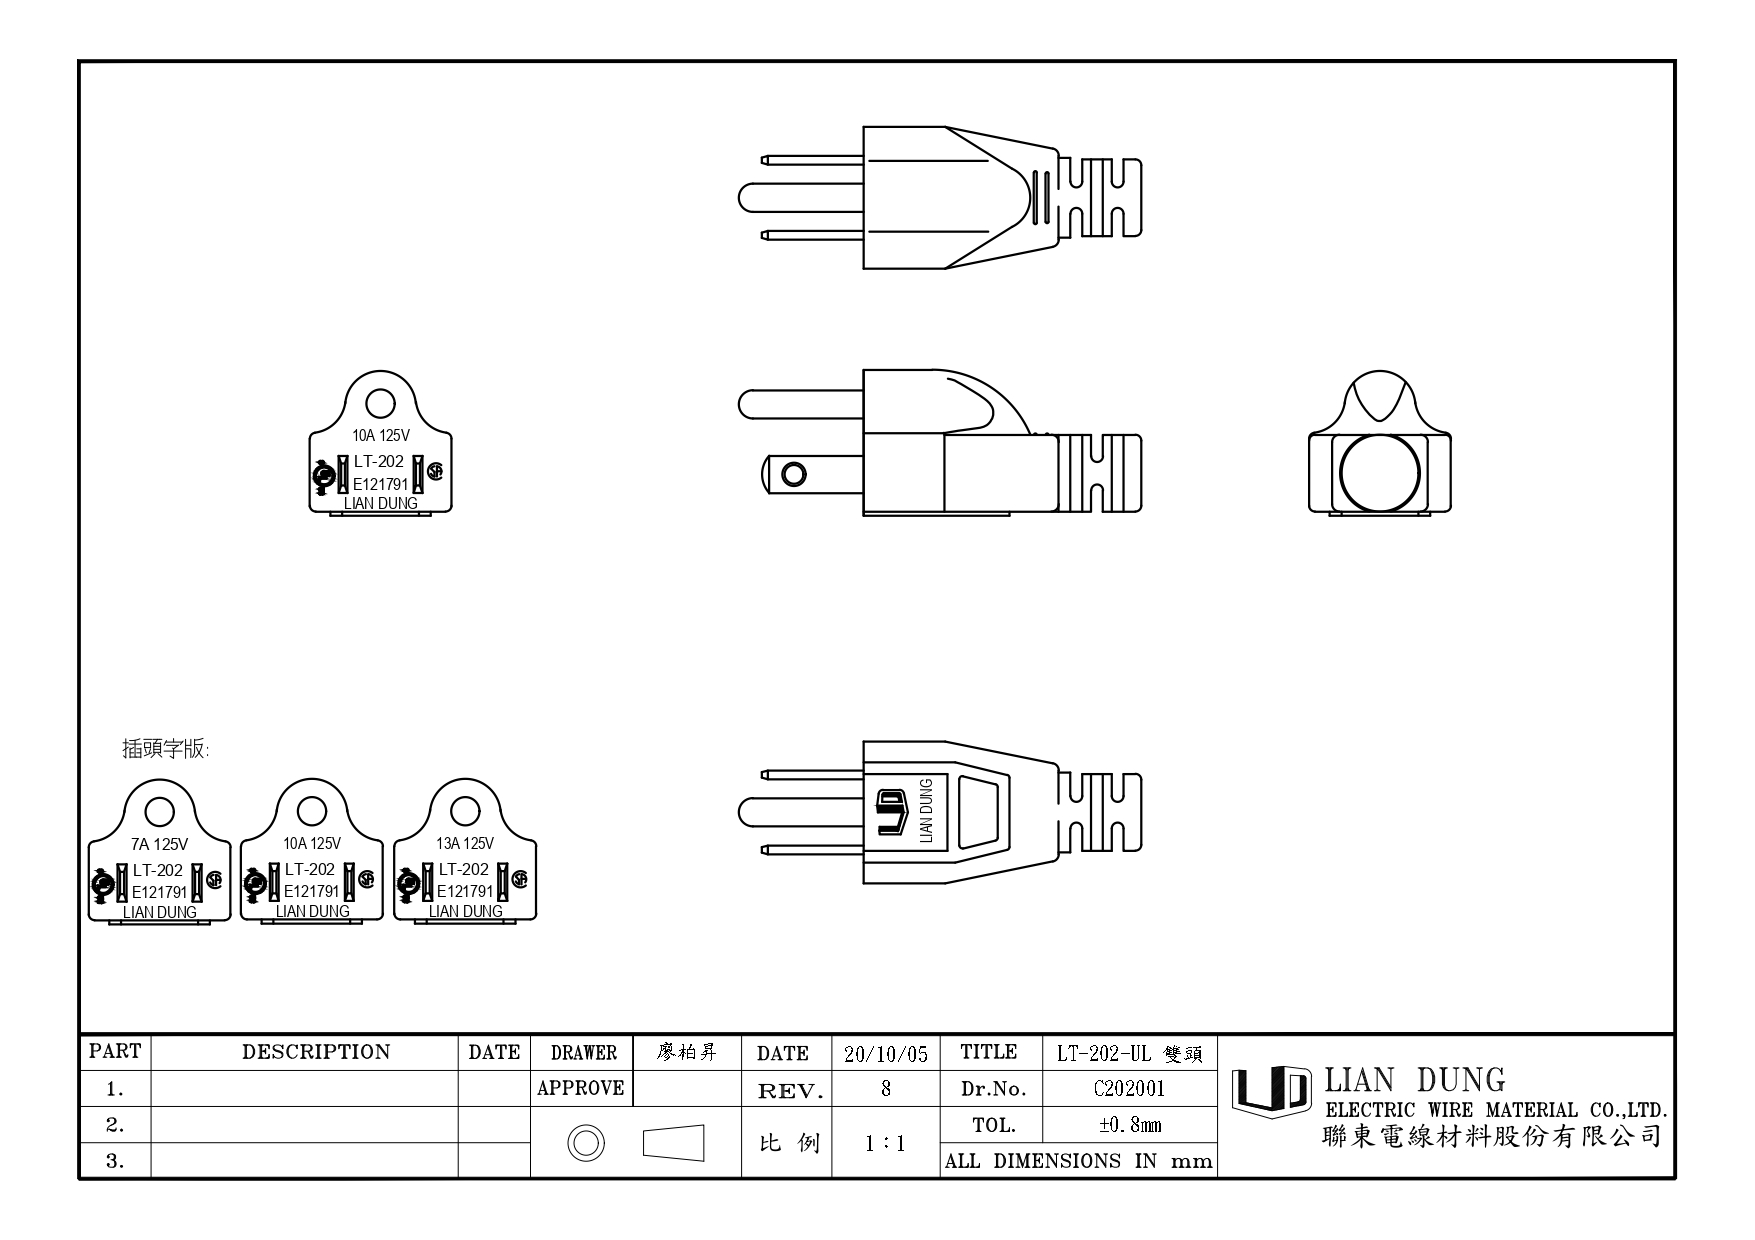 10A 125V
LT-202
E121791
LIAN DUNG
插頭字版:
7A 125V
LT-202
E121791
LIAN DUNG
10A 125V
LT-202
E121791
LIAN DUNG
13A 125V
LT-202
E121791
LIAN DUNG
LIAN DUNG
PART DESCRIPTION DATE DRAWER 廖柏昇 DATE 20/10/05 TITLE LT-202-UL 雙頭
1. APPROVE REV. 8 Dr.No. C202001
2. 比 例 1:1 TOL. ±0.8mm
3. ALL DIMENSIONS IN mm
LIAN DUNG
ELECTRIC WIRE MATERIAL CO.,LTD.
聯東電線材料股份有限公司